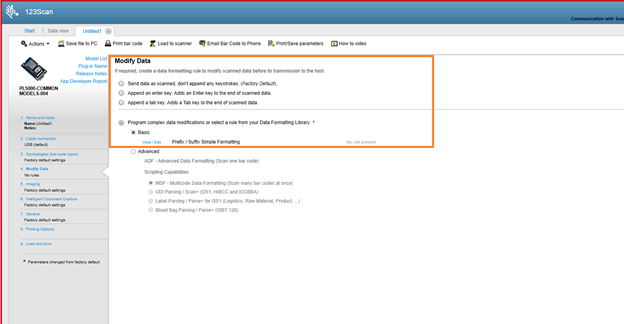 123Scan
Communication with Scan
Start
Data view
Untitled1
Actions
Save file to PC
Print bar code
Load to scanner
Email Bar Code to Phone
Print/Save parameters
How to video
Model List
Plug-in Name
Release Notes
App Developer Report
PL5000-COMMON
MODELS-004
Modify Data
If required, create a data formatting rule to modify scanned data before its transmission to the host.
Send data as scanned, don't append any keystrokes. (Factory Default).
Append an enter key. Adds an Enter key to the end of scanned data.
Append a tab key: Adds a Tab key to the end of scanned data.
Program complex data modifications or select a rule from your Data Formatting Library. *
Basic
View / Edit
Prefix / Suffix Simple Formatting
No rule present
Advanced
ADF - Advanced Data Formatting (Scan one bar code)
Scripting Capabilities
MDF - Multicode Data Formatting (Scan many bar codes at once)
UDI Parsing / Scan+ (GS1, HIBCC and ICCBBA)
Label Parsing / Parse+ for GS1 (Logistics, Raw Material, Product ... )
Blood Bag Parsing / Parse+ (ISBT 128)
1. Name and notes
Name:Untitled1
Notes:
2. Cable connection
USB (default)
3. Symbologies (bar code types)
Factory default settings
4. Modify Data
No rules
5. Imaging
Factory default settings
6. Intelligent Document Capture
Factory default settings
7. General
Factory default settings
8. Printing Options
9. Load and print
* Parameters changed from factory default